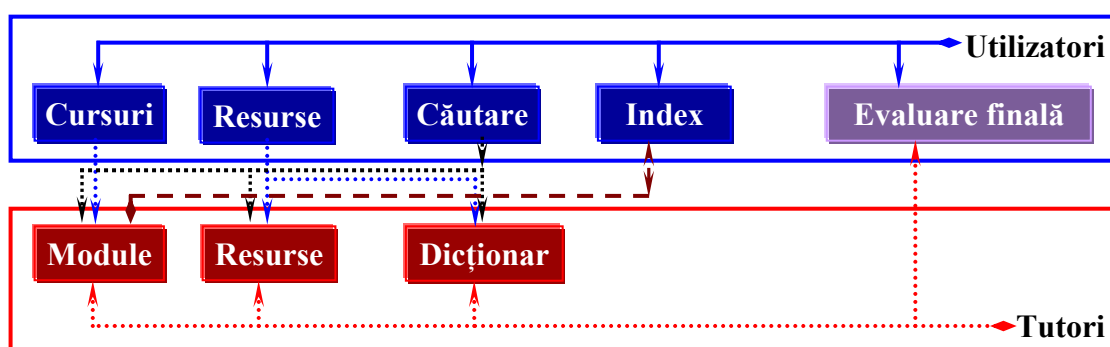 Utilizatori
Cursuri
Resurse
Căutare
Index
Evaluare finală
Module
Resurse
Dicționar
Tutori